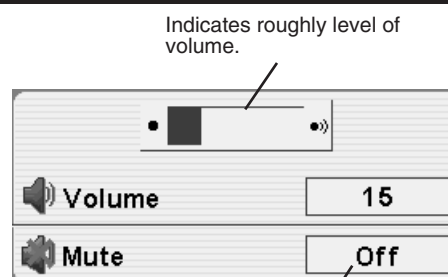 Indicates roughly level of
volume.
Volume 15
Mute Off